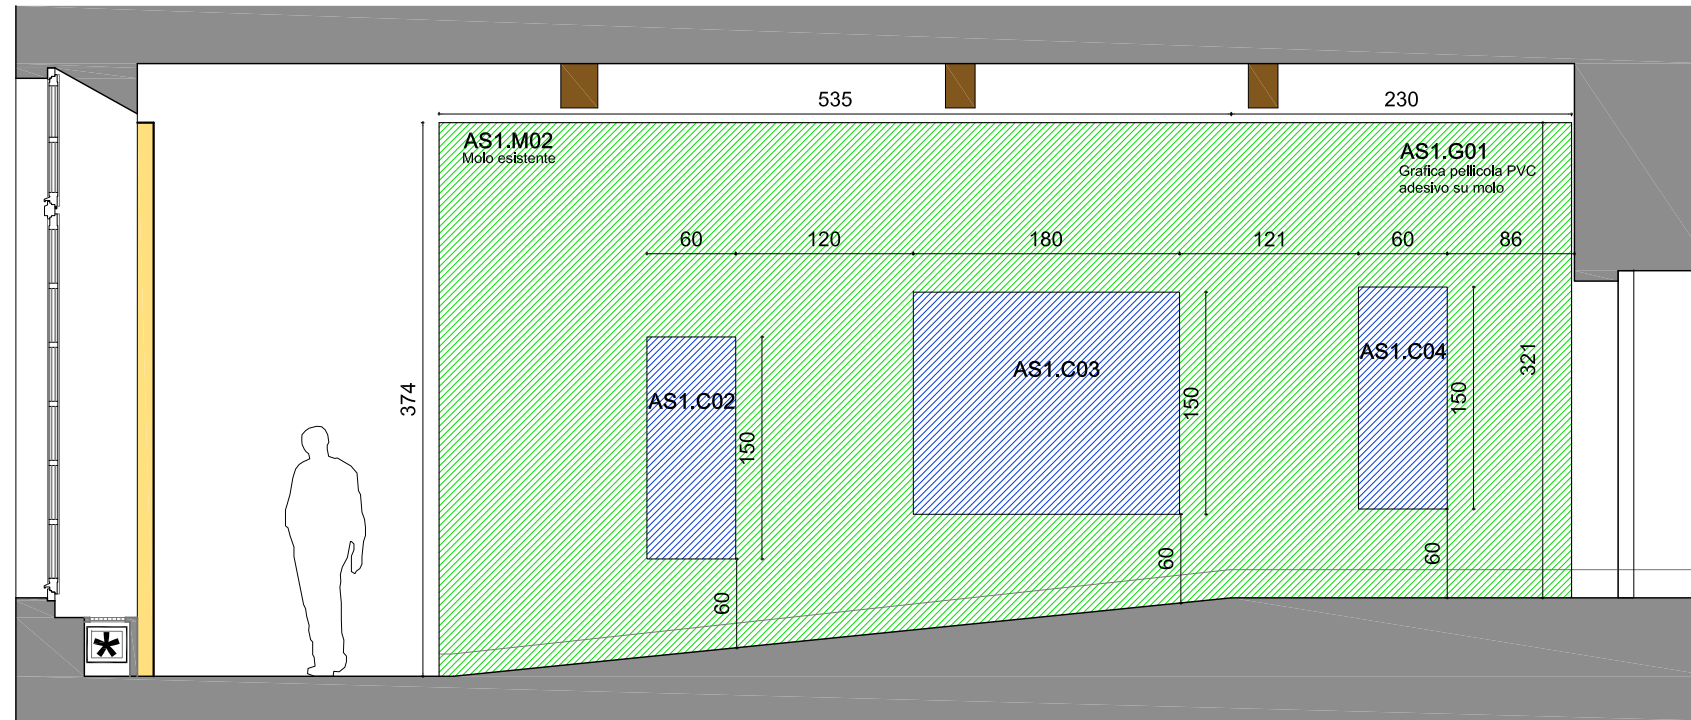 535
230
AS1.M02
Molo esistente
AS1.G01
Grafica pellicola PVC
adesivo su molo
60
120
180
121
60
86
374
AS1.C02
150
60
AS1.C03
150
60
AS1.C04
150
60
321
*